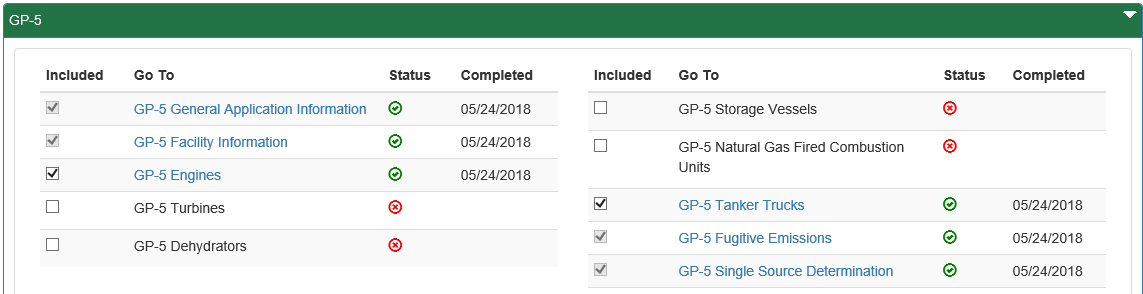 GP-5
Included Go To Status Completed
GP-5 General Application Information 05/24/2018
GP-5 Facility Information 05/24/2018
GP-5 Engines 05/24/2018
GP-5 Turbines
GP-5 Dehydrators
Included Go To Status Completed
GP-5 Storage Vessels
GP-5 Natural Gas Fired Combustion
Units
GP-5 Tanker Trucks 05/24/2018
GP-5 Fugitive Emissions 05/24/2018
GP-5 Single Source Determination 05/24/2018